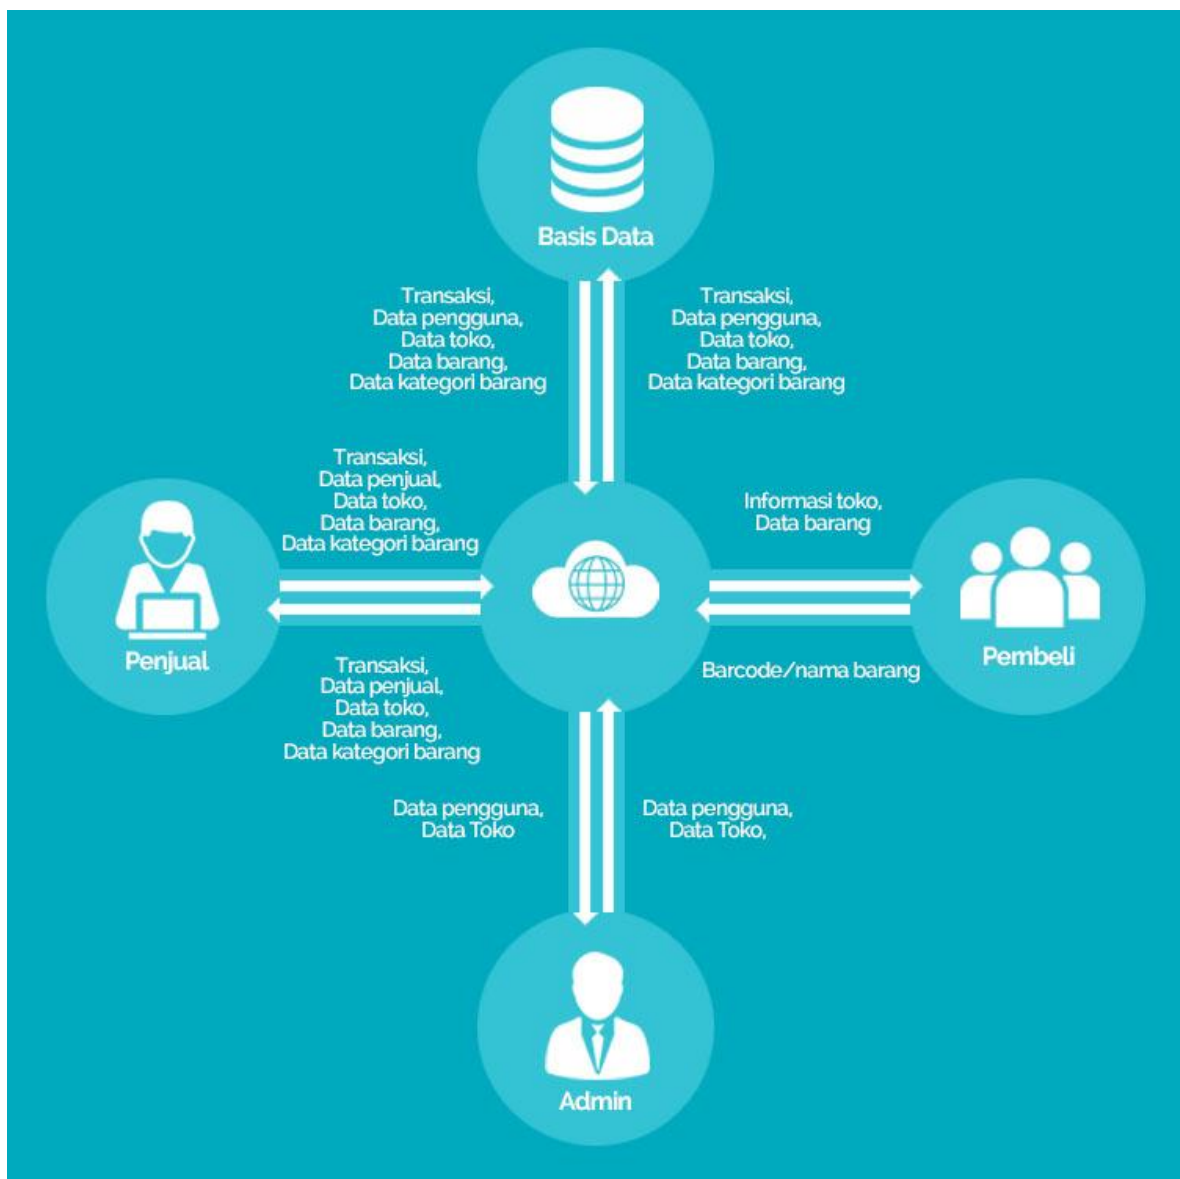 Basis Data
Transaksi,
Data pengguna,
Data toko,
Data barang,
Data kategori barang
Transaksi,
Data pengguna,
Data toko,
Data barang,
Data kategori barang
Transaksi,
Data penjual,
Data toko,
Data barang,
Data kategori barang
Informasi toko,
Data barang
Penjual
Pembeli
Transaksi,
Data penjual,
Data toko,
Data barang,
Data kategori barang
Barcode/nama barang
Data pengguna,
Data Toko
Data pengguna,
Data Toko,
Admin